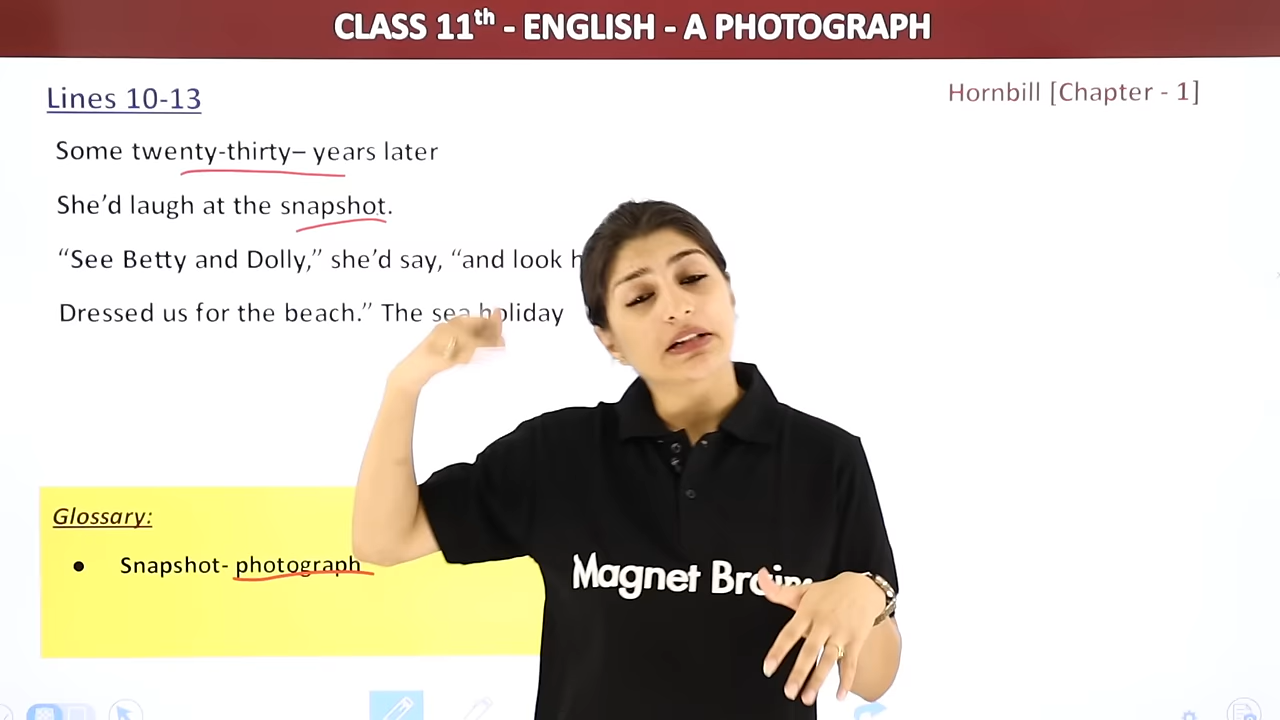 CLASS 11th - ENGLISH - A PHOTOGRAPH
Lines 10-13
Hornbill [Chapter - 1]
Some twenty-thirty– years later
She’d laugh at the snapshot.
“See Betty and Dolly,” she’d say, “and look
Dressed us for the beach.” The sea holiday
Glossary:
● Snapshot- photograph
Magnet